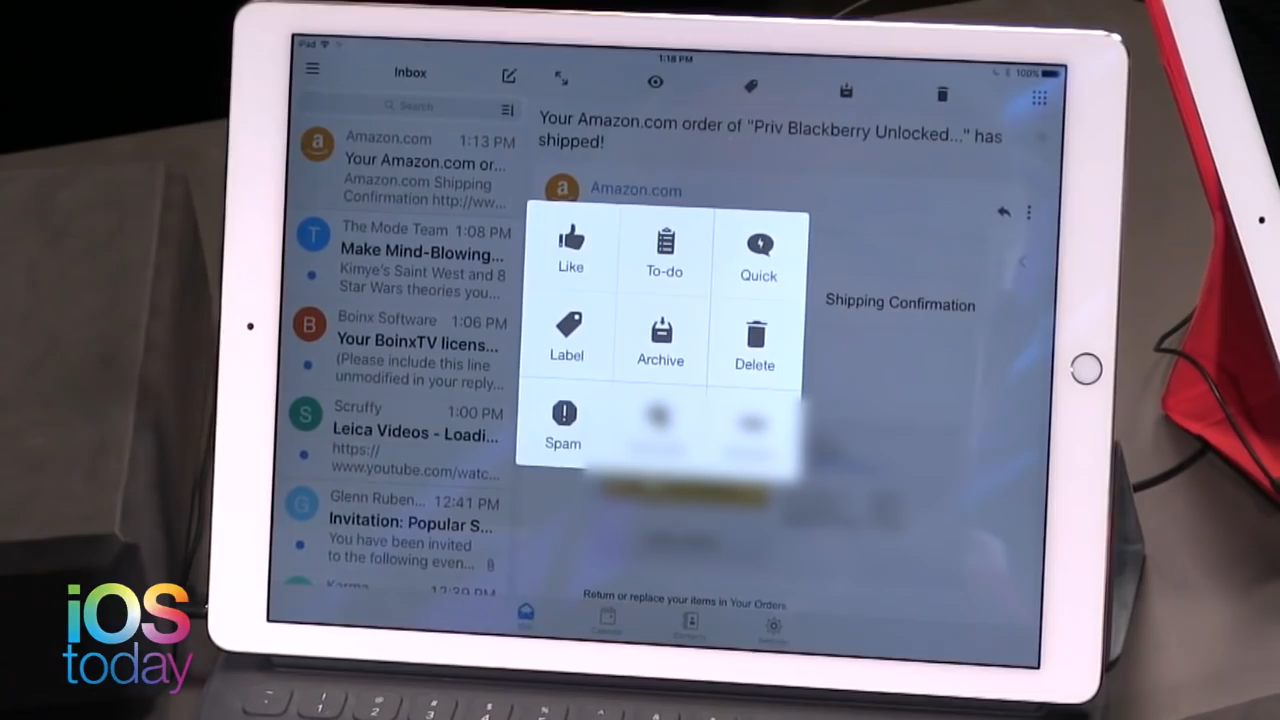 iPad
1:18 PM
100%
Inbox
Search
Amazon.com 1:13 PM
Your Amazon.com or...
Amazon.com Shipping
Confirmation http://ww...
T
The Mode Team 1:08 PM
Make Mind-Blowing...
Kimye's Saint West and 8
Star Wars theories you...
B
Boinx Software 1:06 PM
Your BoinxTV licens...
(Please include this line
unmodified in your reply...
S
Scruffy 1:00 PM
Leica Videos - Loadi...
https://
www.youtube.com/watc...
G
Glenn Ruben... 12:41 PM
Invitation: Popular S...
You have been invited
to the following even...
Karma 12:39 PM
Your Amazon.com order of "Priv Blackberry Unlocked..." has
shipped!
a
Amazon.com
Like
To-do
Quick
Label
Archive
Delete
Spam
Shipping Confirmation
Return or replace your items in Your Orders
iOS
today